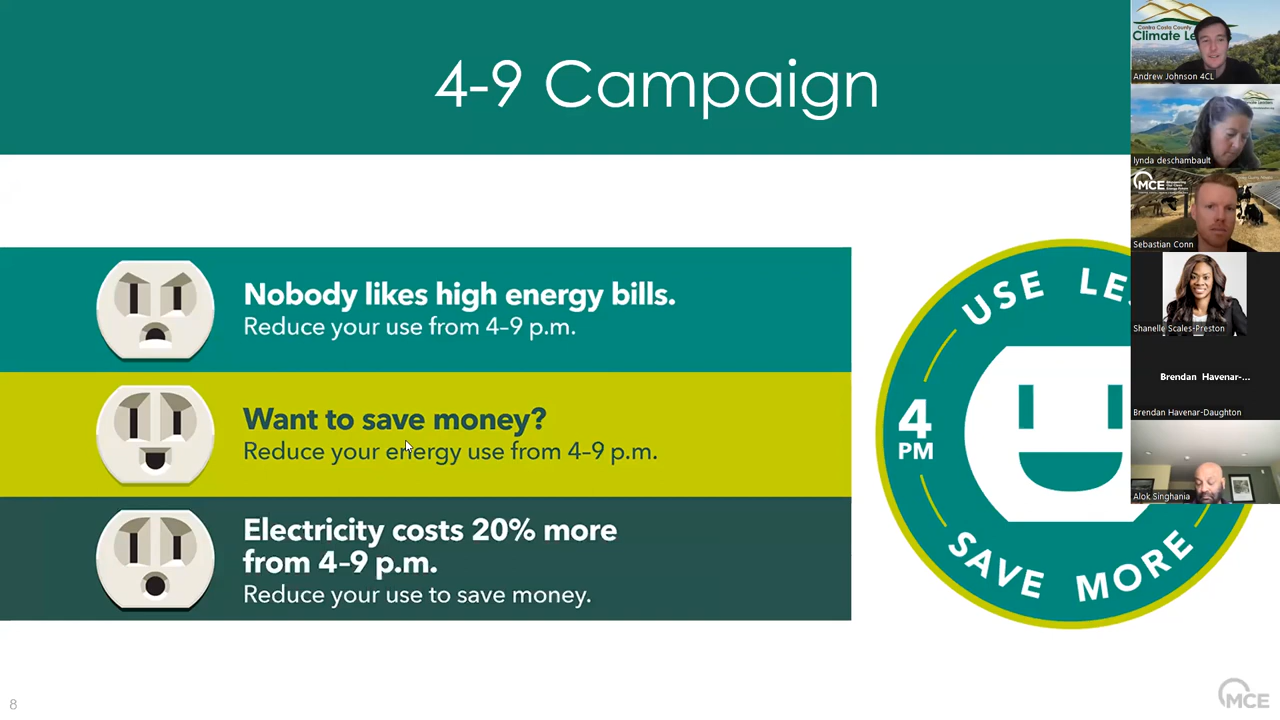 4-9 Campaign
Nobody likes high energy bills.
Reduce your use from 4–9 p.m.
Want to save money?
Reduce your energy use from 4–9 p.m.
Electricity costs 20% more
from 4–9 p.m.
Reduce your use to save money.
USE LE
4
PM
SAVE MORE
8
MCE
Contra Costa County
Climate Le
Andrew Johnson 4CL
lynda deschambault
MCE
Sebastian Conn
Shanelle Scales-Preston
Brendan Havenar-...
Brendan Havenar-Daughton
Alok Singhania